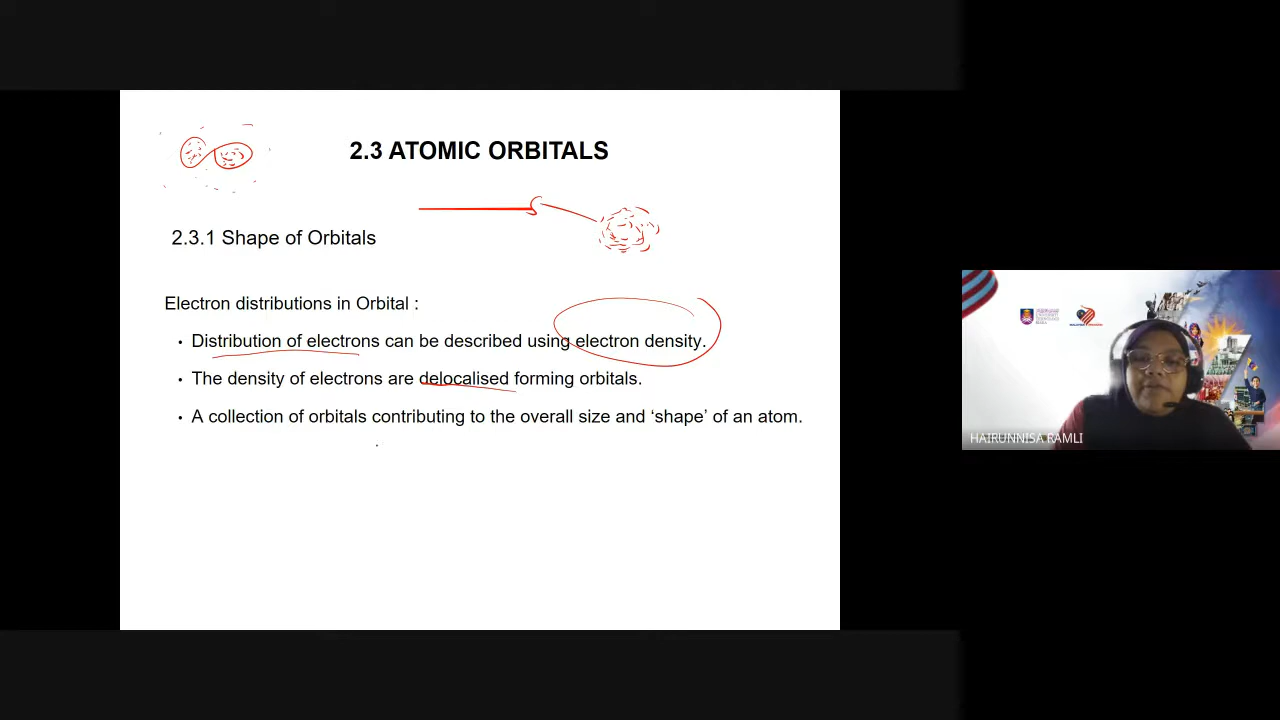 2.3 ATOMIC ORBITALS
2.3.1 Shape of Orbitals
Electron distributions in Orbital :
• Distribution of electrons can be described using electron density.
• The density of electrons are delocalised forming orbitals.
• A collection of orbitals contributing to the overall size and ‘shape’ of an atom.
HAIRUNNISA RAMLI